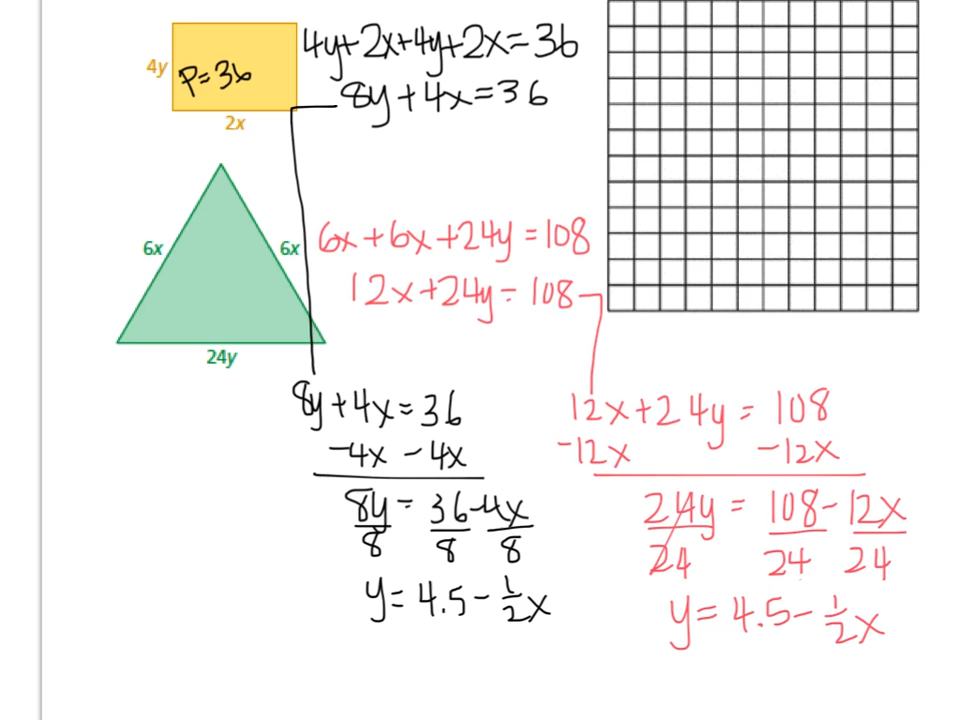 4y
P=36
2x
4y+2x+4y+2x=36
8y+4x=36
6x
6x
24y
6x+6x+24y=108
12x+24y=108
8y+4x=36
-4x -4x
8y = 36-4x
8 8 8
y= 4.5 - 1/2x
12x+24y = 108
-12x -12x
24y = 108-12x
24 24 24
y= 4.5- 1/2x